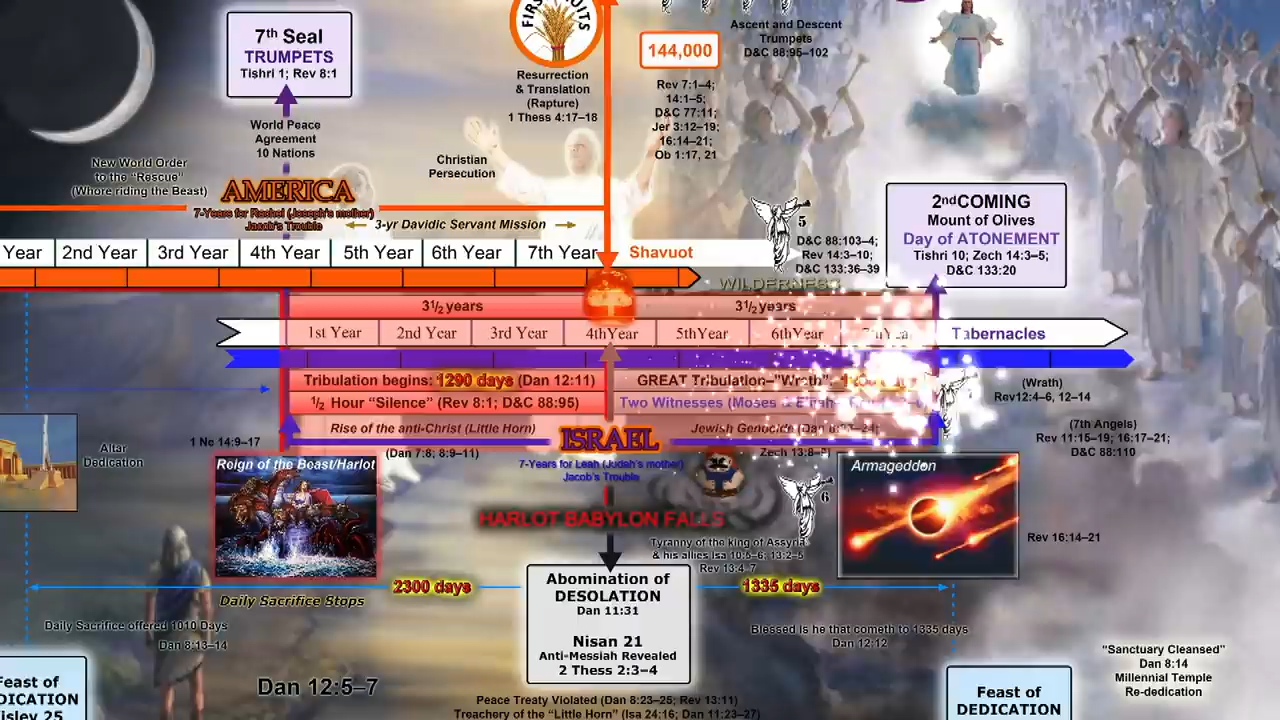 FIRST FRUITS
7th Seal
TRUMPETS
Tishri 1; Rev 8:1
World Peace
Agreement
10 Nations
New World Order
to the “Rescue”
(Whore riding the Beast)
AMERICA
7-Years for Rachel (Joseph's mother)
Jacob's Trouble
Resurrection
& Translation
(Rapture)
1 Thess 4:17–18
Christian
Persecution
3-yr Davidic Servant Mission
144,000
Rev 7:1–4;
14:1–5;
D&C 77:11;
Jer 3:12–19;
16:14–21;
Ob 1:17, 21
Ascent and Descent
Trumpets
D&C 88:95–102
5
D&C 88:103–4;
Rev 14:3–10;
D&C 133:36–39
WILDERNESS
2nd COMING
Mount of Olives
Day of ATONEMENT
Tishri 10; Zech 14:3–5;
D&C 133:20
Year
2nd Year
3rd Year
4th Year
5th Year
6th Year
7th Year
Shavuot
3½ years
3½ years
1st Year
2nd Year
3rd Year
4thYear
5thYear
6thYear
7thYear
Tabernacles
Tribulation begins: 1290 days (Dan 12:11)
GREAT Tribulation–“Wrath”:
½ Hour “Silence” (Rev 8:1; D&C 88:95)
Two Witnesses (Moses & Elijah–
Rise of the anti-Christ (Little Horn)
Jewish Genocide (Dan
(Dan 7:8; 8:9–11)
Zech 13:8–9)
ISRAEL
7-Years for Leah (Judah's mother)
Jacob's Trouble
(Wrath)
Rev12:4–6, 12–14
(7th Angels)
Rev 11:15–19; 16:17–21;
D&C 88:110
1 Ne 14:9–17
Altar
Dedication
Reign of the Beast/Harlot
HARLOT BABYLON FALLS
6
Tyranny of the king of Assyria
& his allies Isa 10:5–6; 13:2–5
Rev 13:4–7
Armageddon
Rev 16:14–21
2300 days
1335 days
Daily Sacrifice Stops
Daily Sacrifice offered 1010 Days
Dan 8:13–14
Abomination of
DESOLATION
Dan 11:31
Nisan 21
Anti-Messiah Revealed
2 Thess 2:3–4
Blessed is he that cometh to 1335 days
Dan 12:12
“Sanctuary Cleansed”
Dan 8:14
Millennial Temple
Re-dedication
Feast of
DICATION
isley 25
Dan 12:5–7
Peace Treaty Violated (Dan 8:23–25; Rev 13:11)
Treachery of the “Little Horn” (Isa 24:16; Dan 11:23–27)
Feast of
DEDICATION